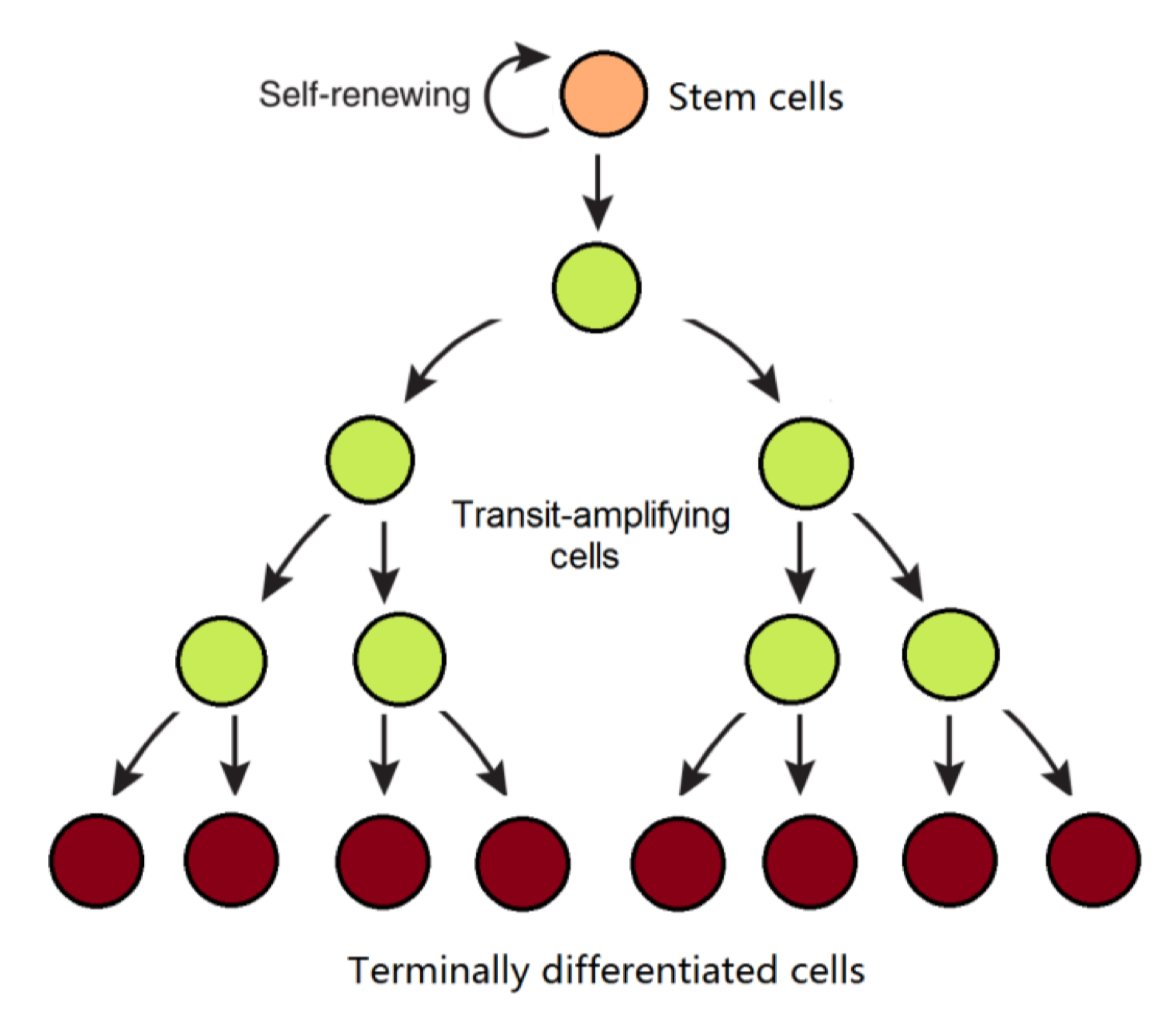 Self-renewing
Stem cells
Transit-amplifying
cells
Terminally differentiated cells